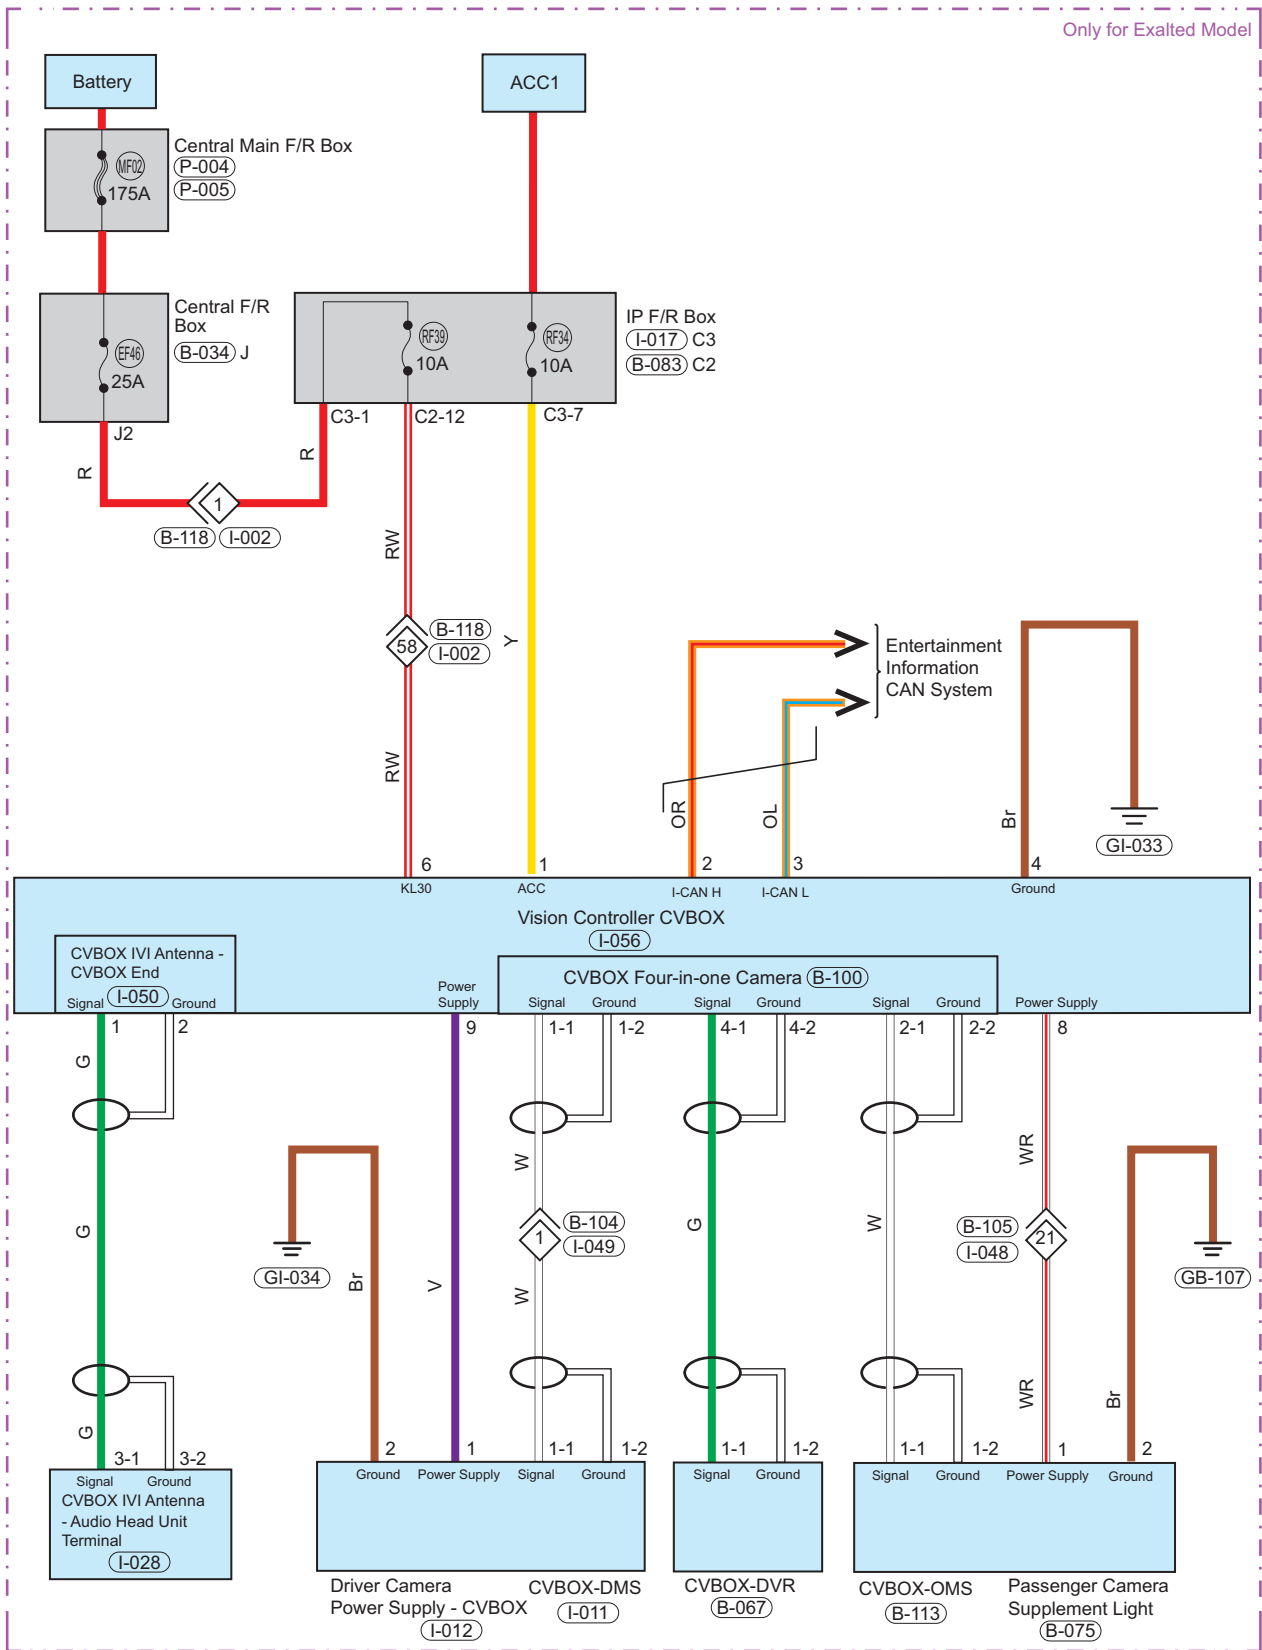 Only for Exalted Model
Battery
ACC1
Central Main F/R Box
MF02
P-004
175A
P-005
Central F/R
Box
EF46
B-034 J
25A
J2
RF39
10A
RF34
10A
IP F/R Box
I-017 C3
B-083 C2
C3-1
C2-12
C3-7
R
R
1
B-118 I-002
RW
58
B-118
I-002
Y
RW
Entertainment
Information
CAN System
OR
OL
Br
GI-033
6
1
2
3
4
KL30
ACC
I-CAN H
I-CAN L
Ground
Vision Controller CVBOX
I-056
CVBOX IVI Antenna -
CVBOX End
Signal I-050 Ground
Power
Supply
CVBOX Four-in-one Camera B-100
Signal Ground Signal Ground Signal Ground Power Supply
1 2 9 1-1 1-2 4-1 4-2 2-1 2-2 8
G
W
WR
G
GI-034
Br
V
1
B-104
I-049
G
W
B-105
I-048
21
GB-107
W
WR
Br
G
3-1 3-2 2 1 1-1 1-2 1-1 1-2 1-1 1-2 1 2
Signal Ground
CVBOX IVI Antenna
- Audio Head Unit
Terminal
I-028
Ground Power Supply Signal Ground
Signal Ground
Signal Ground Power Supply Ground
Driver Camera
Power Supply - CVBOX
I-012
CVBOX-DMS
I-011
CVBOX-DVR
B-067
CVBOX-OMS
B-113
Passenger Camera
Supplement Light
B-075